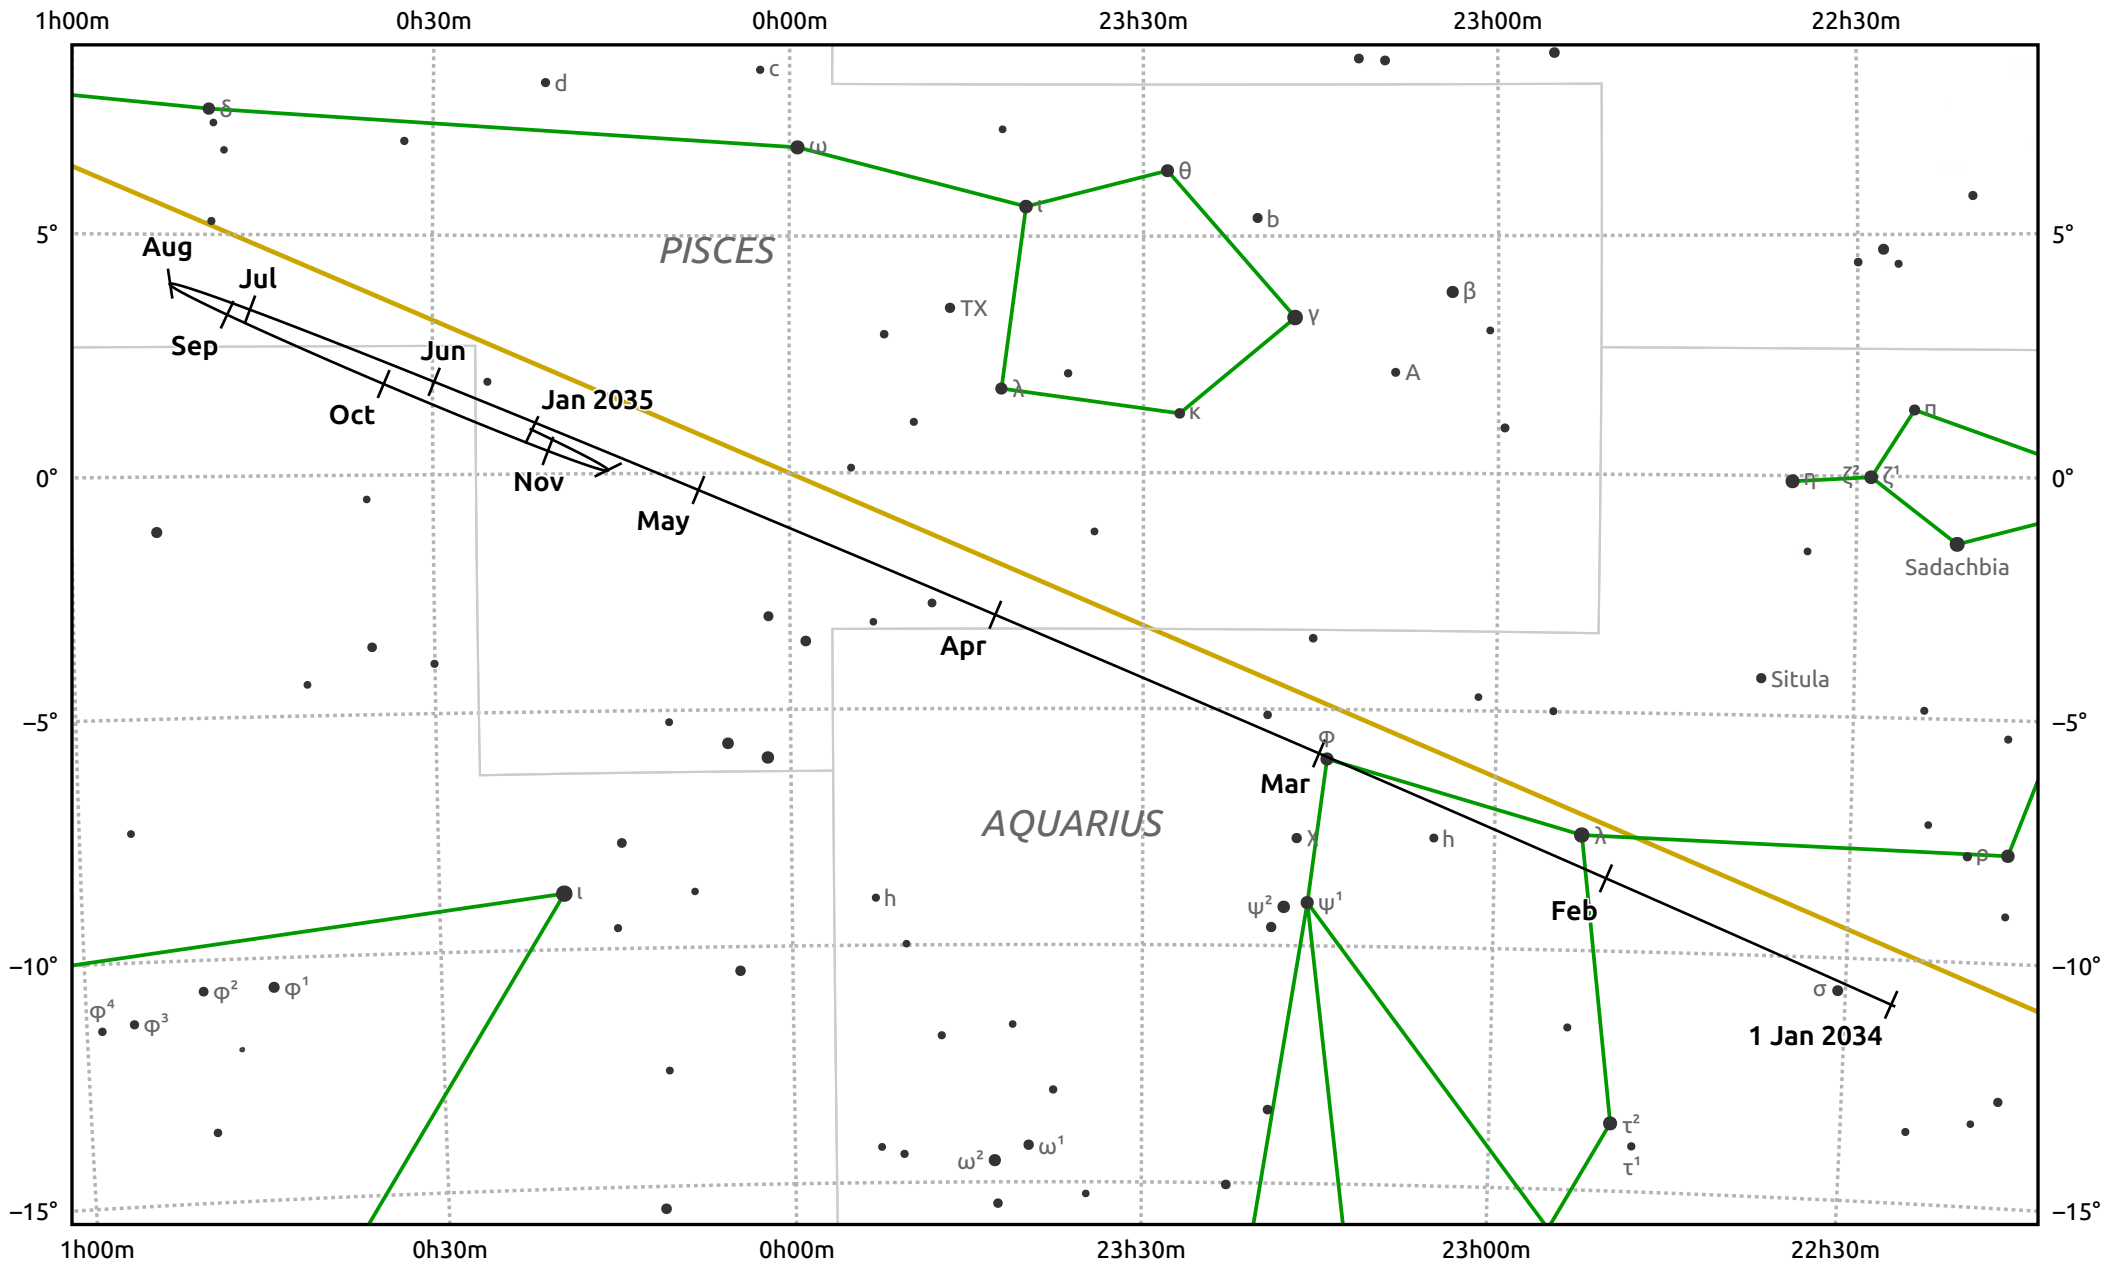 1h00m 0h30m 0h00m 23h30m 23h00m 22h30m
c
d
δ
ω
θ
ι
b
5° 5°
Aug
PISCES
Jul
β
TX
γ
Sep
Jun
A
λ
Jan 2035
κ
π
Oct
0° 0°
η ζ² ζ¹
Nov
May
Sadachbia
Apr
Situla
−5° −5°
φ
Mar
AQUARIUS
χ
h
λ
β
ι
h
ψ² ψ¹
Feb
−10° −10°
φ² φ¹
σ
φ⁴
φ³
1 Jan 2034
τ²
ω² ω¹
τ¹
−15° −15°
1h00m 0h30m 0h00m 23h30m 23h00m 22h30m